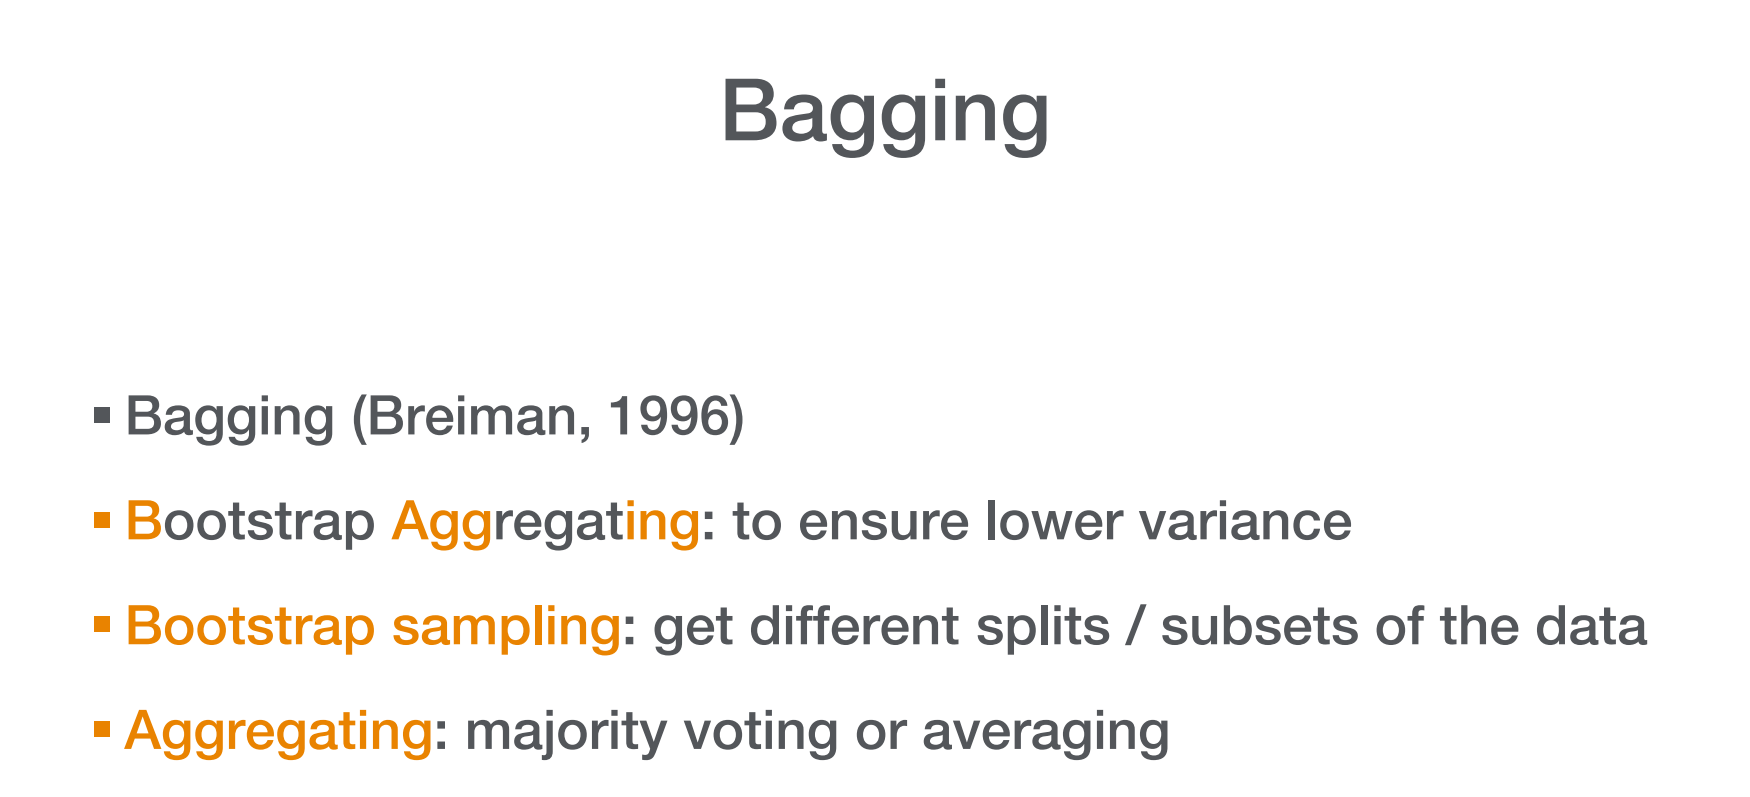 Bagging
▪ Bagging (Breiman, 1996)
▪ Bootstrap Aggregating: to ensure lower variance
▪ Bootstrap sampling: get different splits / subsets of the data
▪ Aggregating: majority voting or averaging